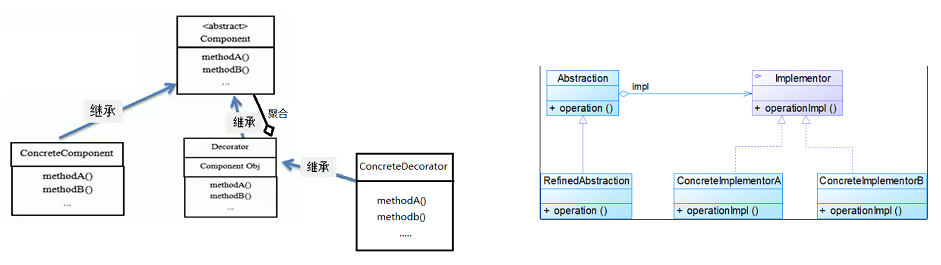 <abstract>
Component
methodA()
methodB()
...
继承
继承
聚合
ConcreteComponent
methodA()
methodB()
...
Decorator
Component Obj
methodA()
methodB()
...
继承
ConcreteDecorator
methodA()
methodb()
.....
Abstraction
+ operation ()
impl
Implementor
+ operationImpl ()
RefinedAbstraction
+ operation ()
ConcreteImplementorA
+ operationImpl ()
ConcreteImplementorB
+ operationImpl ()